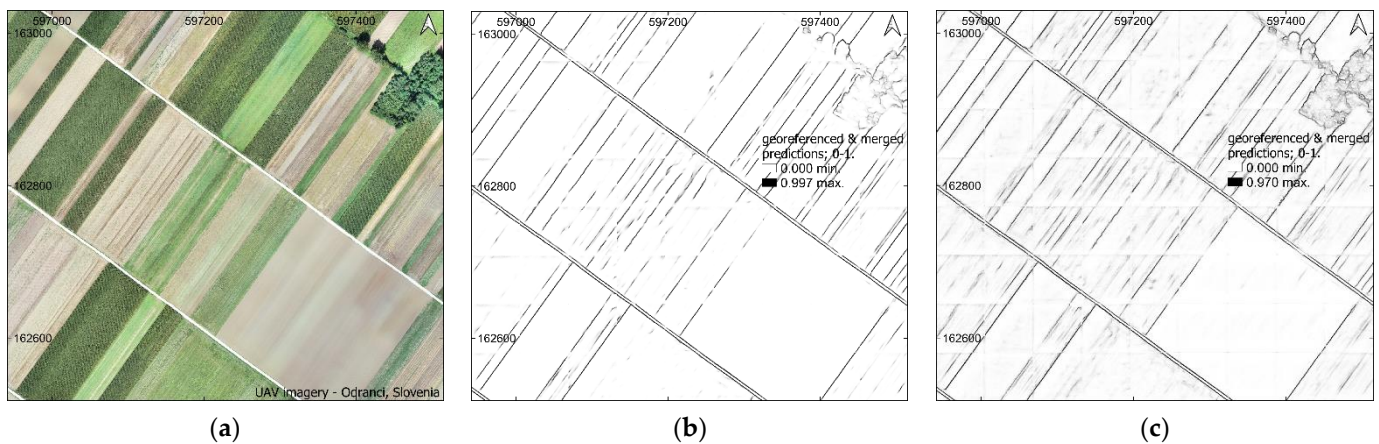 597000 597200 597400
163000
162800
162600
UAV imagery - Odranci, Slovenia
(a)
597000 597200 597400
163000
162800
162600
georeferenced & merged
predictions; 0-1.
0.000 min.
0.997 max.
(b)
597000 597200 597400
163000
162800
162600
georeferenced & merged
predictions; 0-1.
0.000 min.
0.970 max.
(c)